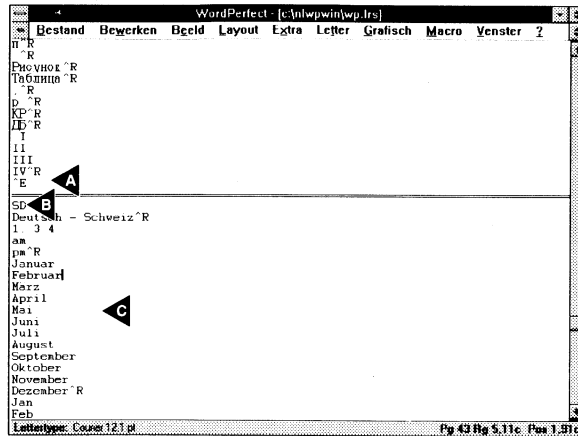 WordPerfect - [c:\nlwpwin\wp.lrs]
Bestand Bewerken Beeld Layout Extra Letter Grafisch Macro Venster ?
п^R
^R
Рисунок^R
Таблица^R
.^R
р ^R
КР^R
ДБ^R
I
II
III
IV^R
^E
A
SD
B
Deutsch - Schweiz^R
1. 3 4
am
pm^R
Januar
Februar
Marz
April
Mai
C
Juni
Juli
August
September
Oktober
November
Dezember^R
Jan
Feb
Lettertype: Courier 12.1 pt Pg 43 Rg 5,11c Pos 1,91c